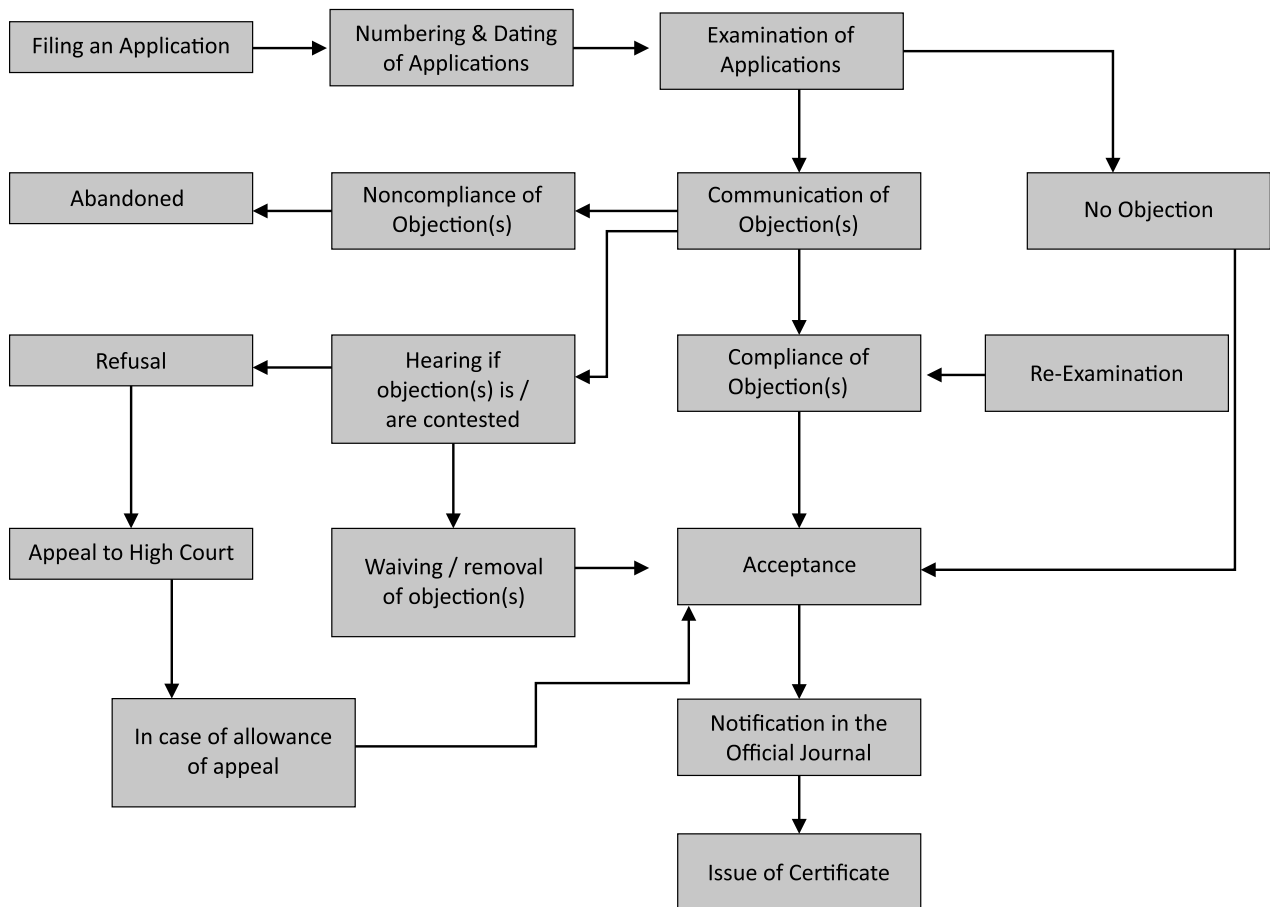 Filing an Application
Numbering & Dating
of Applications
Examination of
Applications
Abandoned
Noncompliance of
Objection(s)
Communication of
Objection(s)
No Objection
Refusal
Hearing if
objection(s) is /
are contested
Compliance of
Objection(s)
Re-Examination
Appeal to High Court
Waiving / removal
of objection(s)
Acceptance
In case of allowance
of appeal
Notification in the
Official Journal
Issue of Certificate